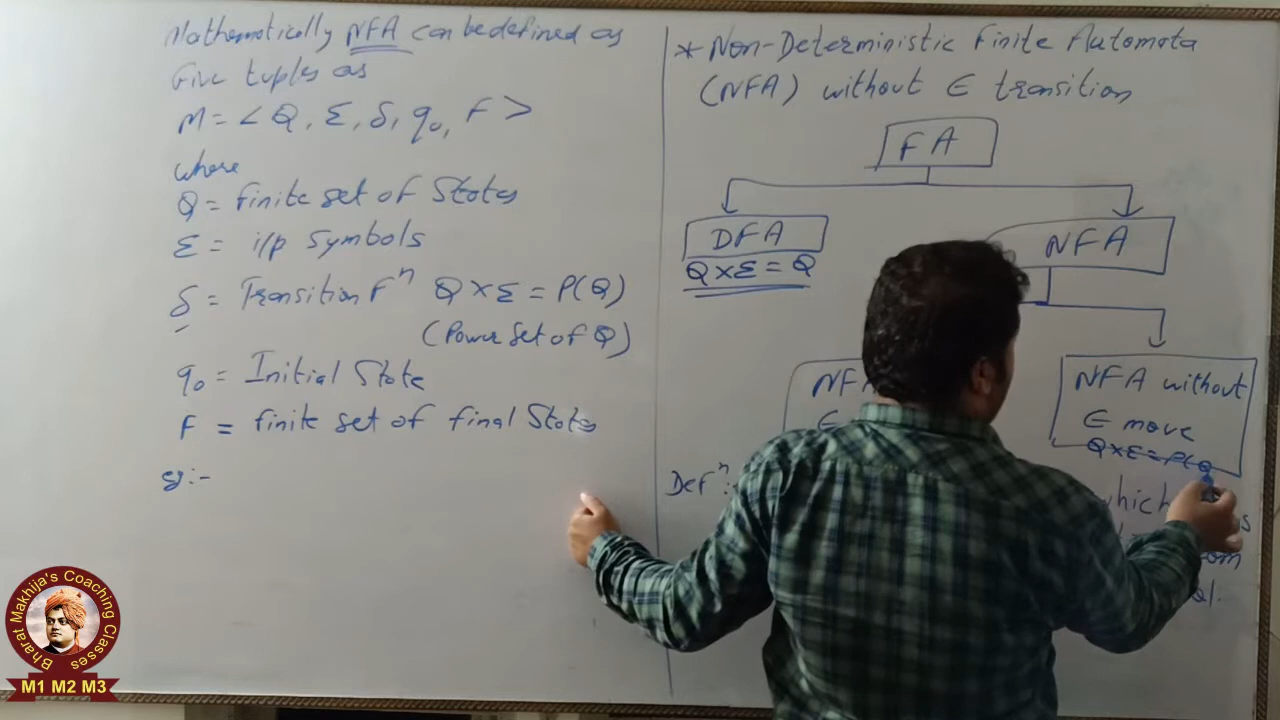 Mathematically NFA can be defined as
five tuples as
M = < Q, Σ, δ, q0, F >
where
Q = finite set of States
Σ = i/p symbols
δ = Transition Fⁿ Q × Σ = P(Q)
(Power set of Q)
q0 = Initial State
F = finite set of final States
eg:-
* Non-Deterministic Finite Automata
(NFA) without ∈ transition
FA
DFA
Q × Σ = Q
NFA
NFA without
∈ move
Q × Σ = P(Q
∈
Defⁿ:
which
Bharat Makhija's Coaching Classes
M1 M2 M3